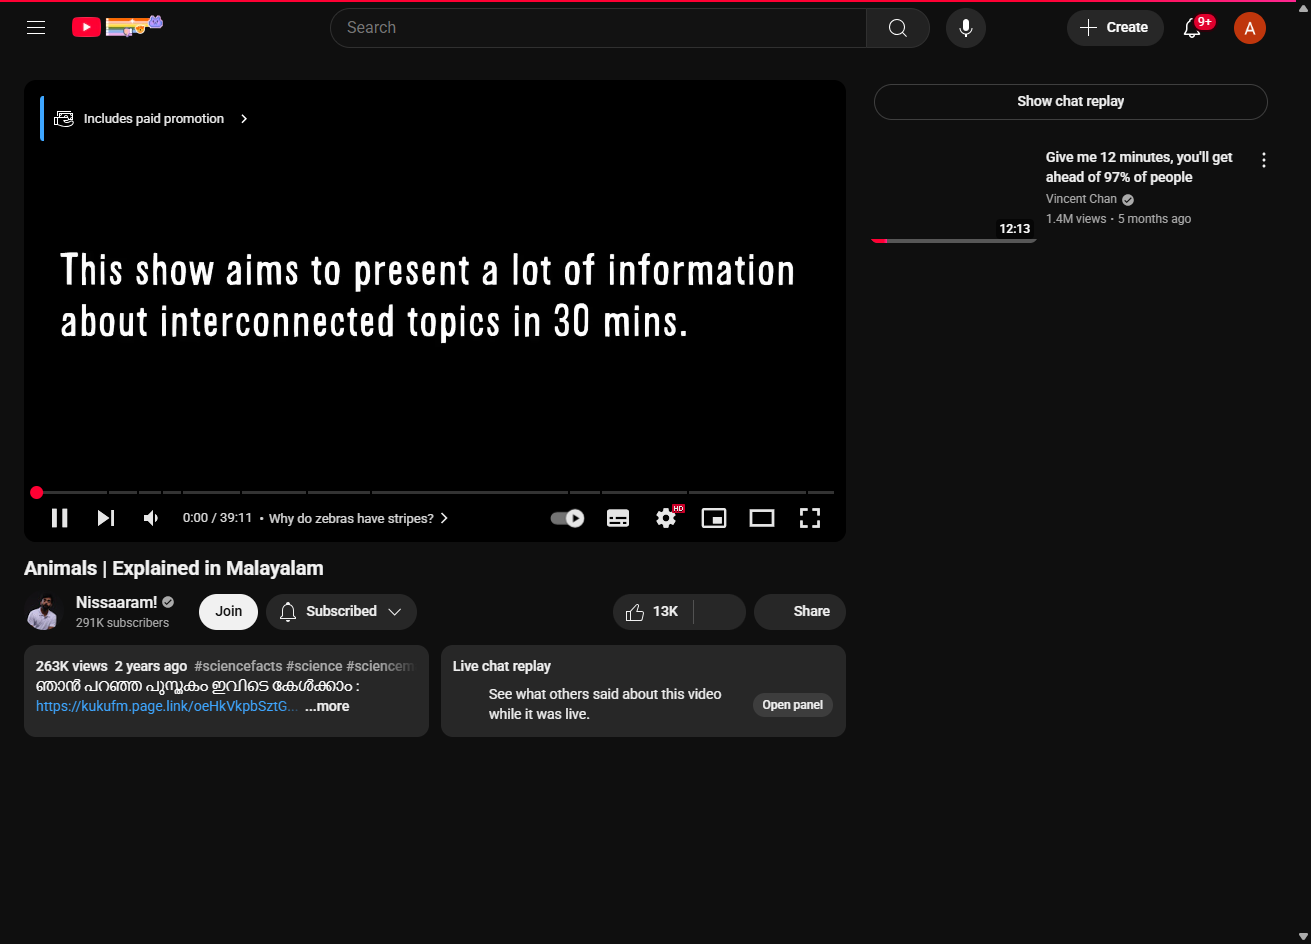 Search
Create
9+
A
Includes paid promotion
This show aims to present a lot of information
about interconnected topics in 30 mins.
0:00 / 39:11 • Why do zebras have stripes?
HD
Show chat replay
Give me 12 minutes, you'll get
ahead of 97% of people
Vincent Chan
1.4M views • 5 months ago
12:13
Animals | Explained in Malayalam
Nissaaram!
291K subscribers
Join
Subscribed
13K
Share
263K views 2 years ago #sciencefacts #science #sciencem
ഞാൻ പറഞ്ഞ പുസ്തകം ഇവിടെ കേൾക്കാം :
https://kukufm.page.link/oeHkVkpbSztG... ...more
Live chat replay
See what others said about this video
while it was live.
Open panel